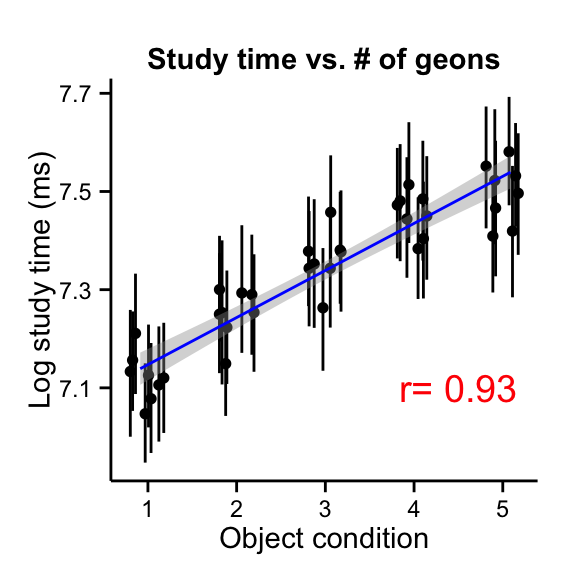 Study time vs. # of geons
Log study time (ms)
7.7
7.5
7.3
7.1
r= 0.93
1 2 3 4 5
Object condition